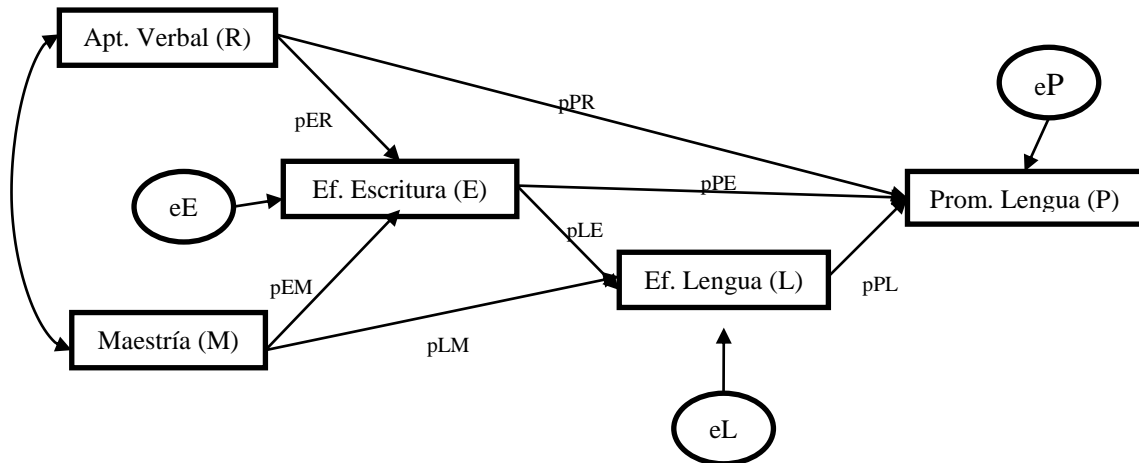 Apt. Verbal (R)
eP
pPR
pER
Ef. Escritura (E)
pPE
Prom. Lengua (P)
eE
pLE
Ef. Lengua (L)
pEM
pPL
Maestría (M)
pLM
eL